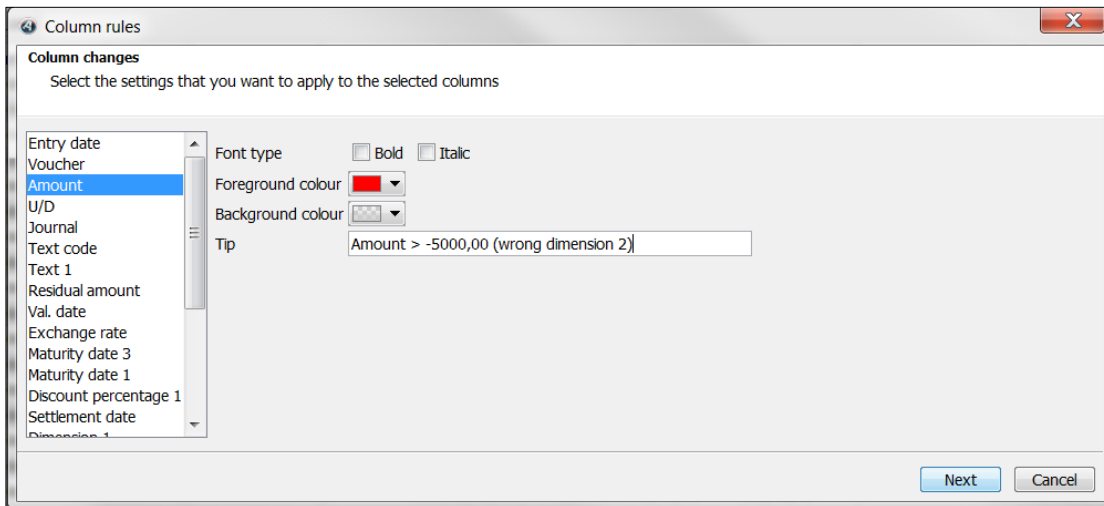 Column rules
Column changes
Select the settings that you want to apply to the selected columns
Entry date
Voucher
Amount
U/D
Journal
Text code
Text 1
Residual amount
Val. date
Exchange rate
Maturity date 3
Maturity date 1
Discount percentage 1
Settlement date
Dimension 1
Font type Bold Italic
Foreground colour
Background colour
Tip Amount > -5000,00 (wrong dimension 2)
Next Cancel